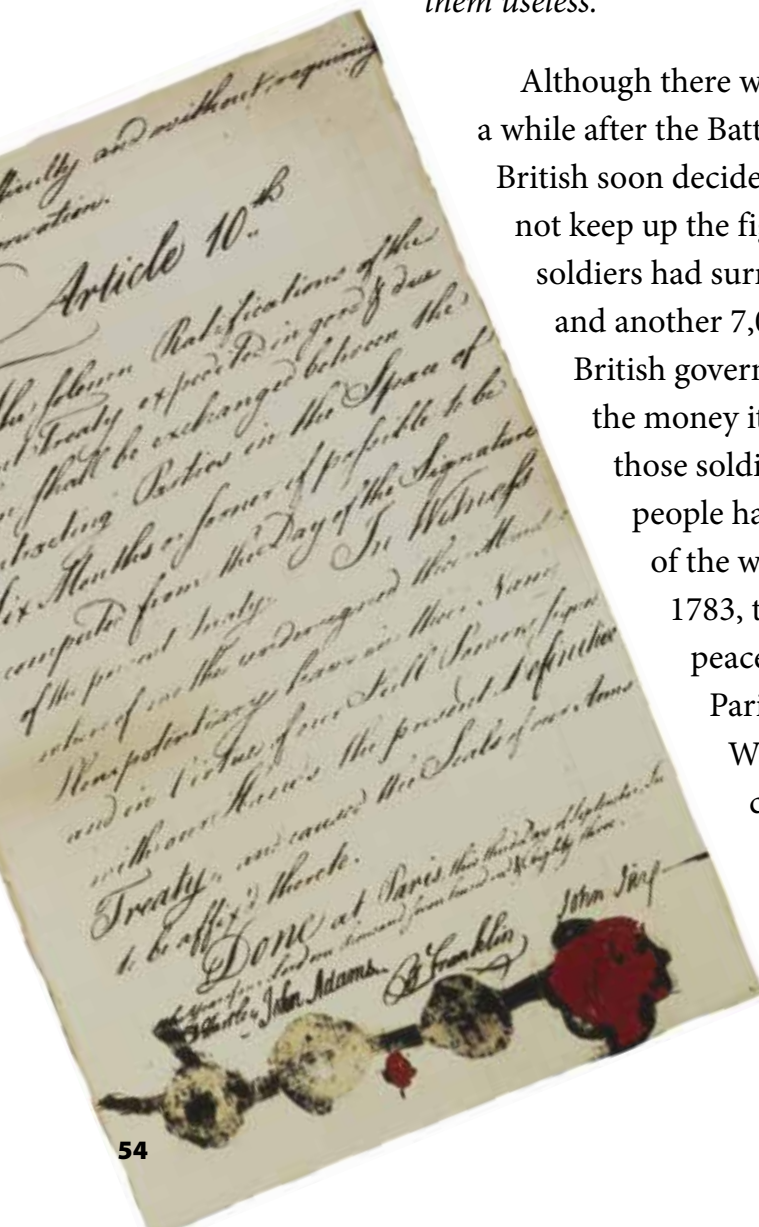 them useless.
Although there w
a while after the Batt
British soon decide
not keep up the fig
soldiers had surr
and another 7,0
British govern
the money it
those soldi
people ha
of the w
1783, t
peace
Pari
W
c
ficulty and without requiring
Article 10th
Ratifications of the
Treaty expedited in good & due
shall be exchanged between the
Parties in the Space of
Six Months or sooner if possible to be
computed from the Day of the Signature
of the present Treaty. In Witness
whereof we the undersigned their
Plenipotentiary have in their Name
and in Virtue of our Full Powers signed
with our Hands the present Definitive
Treaty, and caused the Seals of our Arms
to be affix'd thereto.
Done at Paris, this third Day of September, In
John Adams. B Franklin John Jay
54